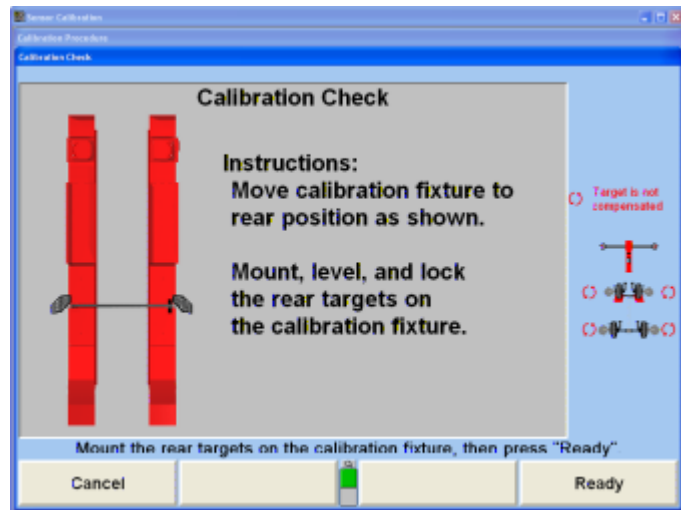 Sensor Calibration
Calibration Procedure
Calibration Check
Calibration Check
Instructions:
Move calibration fixture to
rear position as shown.
Mount, level, and lock
the rear targets on
the calibration fixture.
Target is not
compensated
Mount the rear targets on the calibration fixture, then press "Ready".
Cancel
Ready